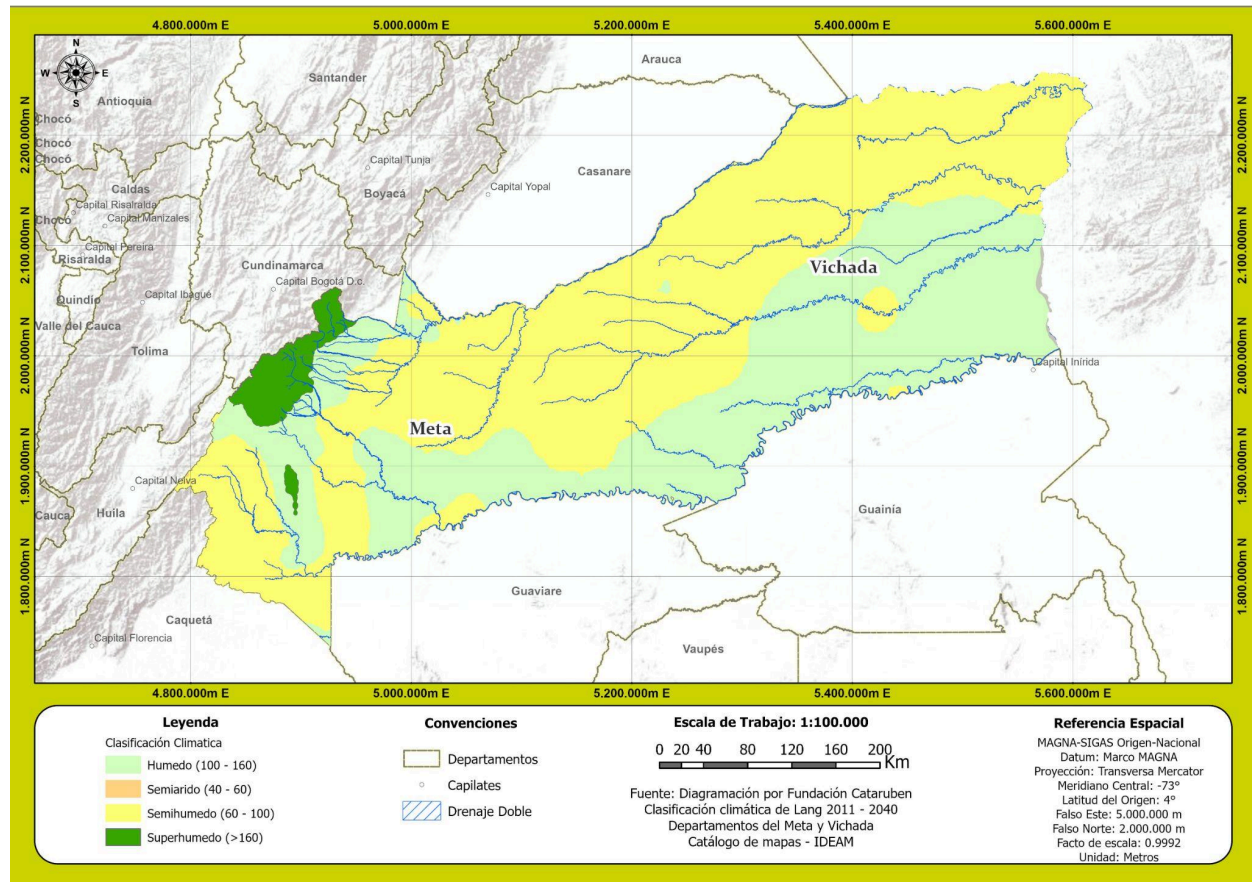 4.800.000m E
5.000.000m E
5.200.000m E
5.400.000m E
5.600.000m E
N
W
E
S
Arauca
Santander
Antioquia
Chocó
Chocó
Chocó
2.200.000m N
2.200.000m N
Capital Tunja
Casanare
Caldas
Boyacá
Capital Yopal
Capital Risalralda
Chocó
Capital Manizales
Capital Pereira
Risaralda
2.100.000m N
2.100.000m N
Cundinamarca
Vichada
Capital Bogotá D.c.
Quindío
Capital Ibagué
Valle del Cauca
Tolima
2.000.000m N
2.000.000m N
Capital Inírida
Meta
1.900.000m N
1.900.000m N
Capital Neiva
Cauca
Huila
Guainía
1.800.000m N
1.800.000m N
Guaviare
Caquetá
Capital Florencia
Vaupés
4.800.000m E
5.000.000m E
5.200.000m E
5.400.000m E
5.600.000m E
Leyenda
Clasificación Climatica
Humedo (100 - 160)
Semiarido (40 - 60)
Semihumedo (60 - 100)
Superhumedo (>160)
Convenciones
Departamentos
Capilates
Drenaje Doble
Escala de Trabajo: 1:100.000
0 20 40 80 120 160 200
Km
Fuente: Diagramación por Fundación Cataruben
Clasificación climática de Lang 2011 - 2040
Departamentos del Meta y Vichada
Catálogo de mapas - IDEAM
Referencia Espacial
MAGNA-SIGAS Origen-Nacional
Datum: Marco MAGNA
Proyección: Transversa Mercator
Meridiano Central: -73°
Latitud del Origen: 4°
Falso Este: 5.000.000 m
Falso Norte: 2.000.000 m
Facto de escala: 0.9992
Unidad: Metros